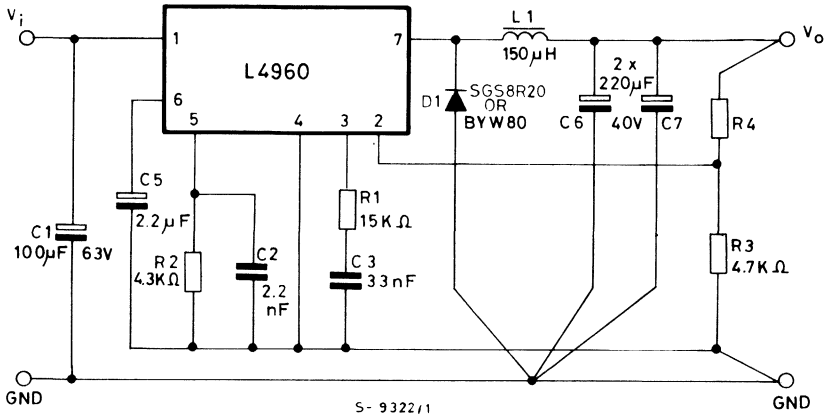 Vi
1
7
L4960
6
5
4
3
2
L1
150µH
Vo
D1
SGS8R20
OR
BYW80
2x
220µF
C6
40V
C7
R4
C5
2.2µF
C1
100µF
63V
R2
4.3KΩ
C2
2.2
nF
R1
15KΩ
C3
33nF
R3
4.7KΩ
GND
GND
S-9322/1